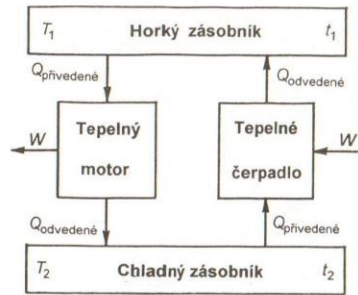 T₁ Horký zásobník t₁
Qpřivedené
Qodvedené
W
Tepelný
motor
Tepelné
čerpadlo
W
Qodvedené
Qpřivedené
T₂ Chladný zásobník t₂